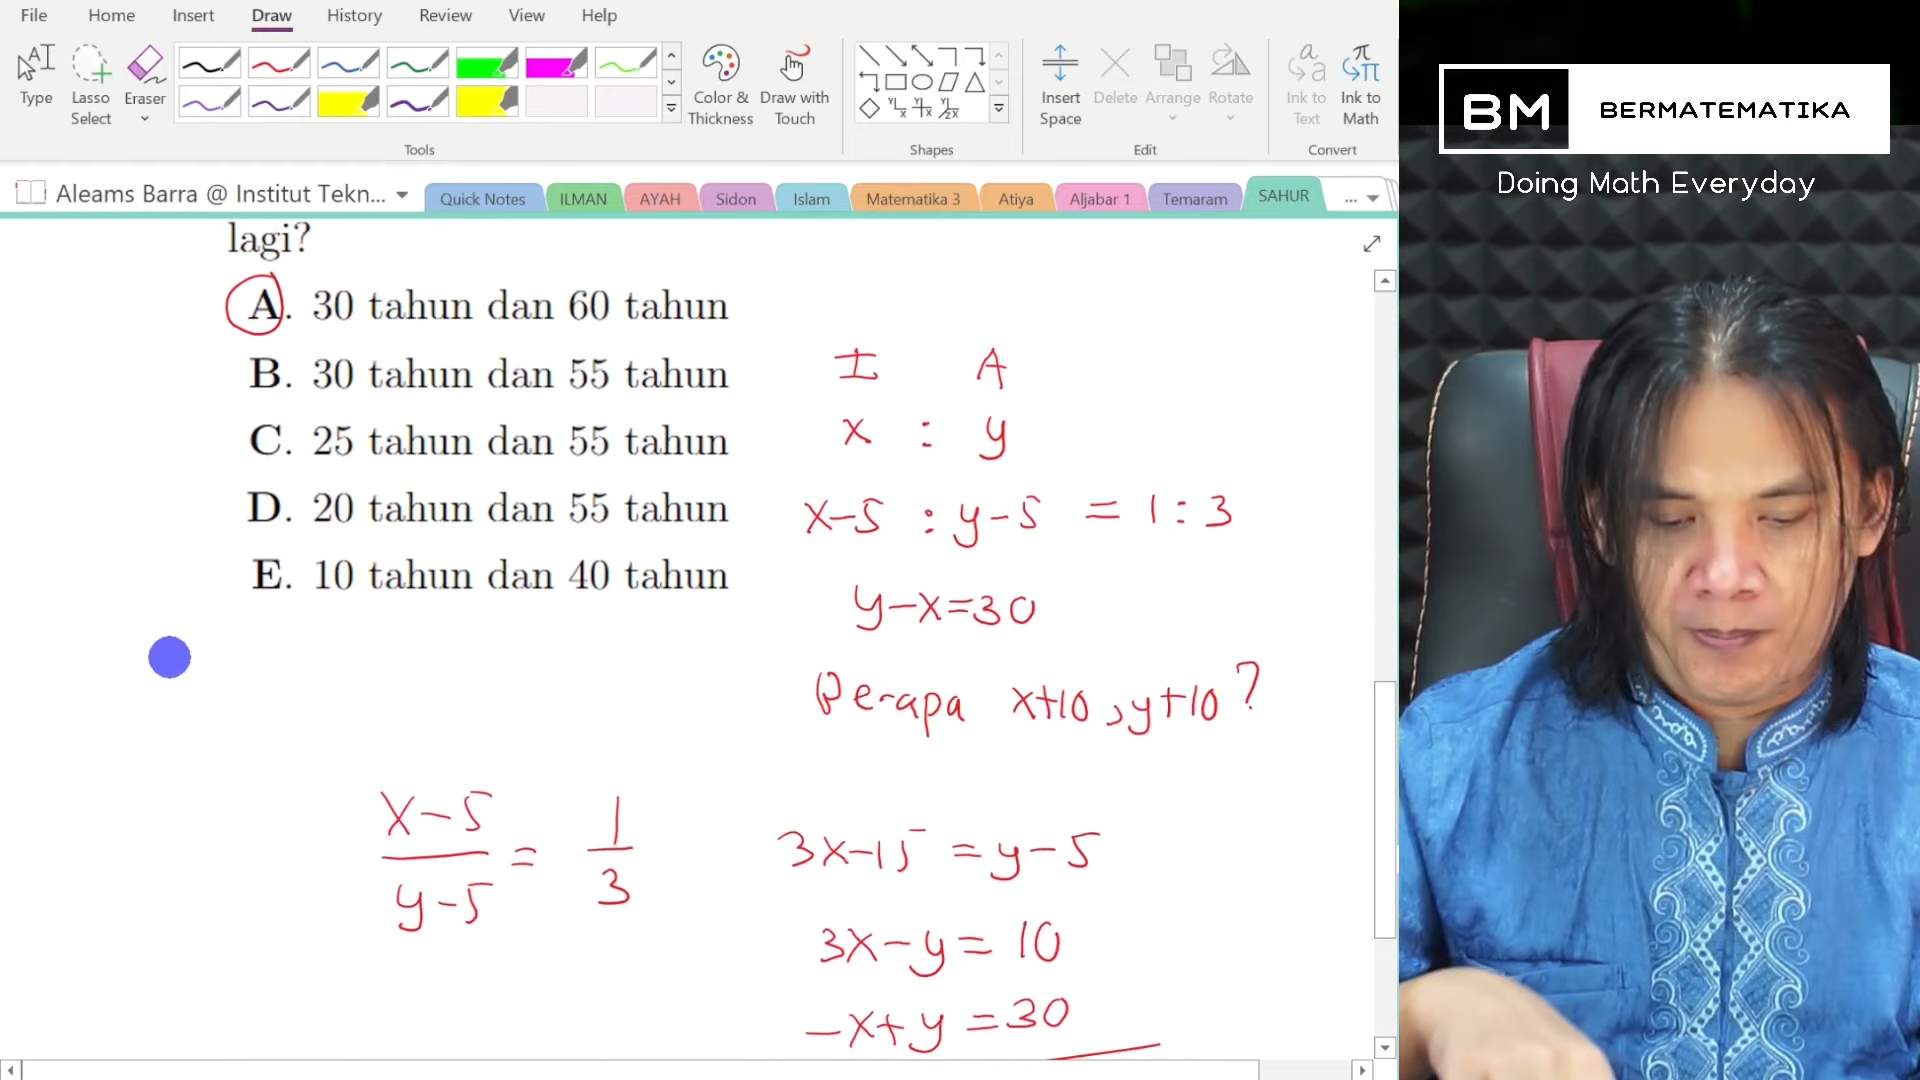 File Home Insert Draw History Review View Help
Type
Lasso Select
Eraser
Color & Thickness
Draw with Touch
Insert Space
Delete
Arrange
Rotate
Ink to Text
Ink to Math
Tools
Shapes
Edit
Convert
BM BERMATEMATIKA
Doing Math Everyday
Aleams Barra @ Institut Tekn...
Quick Notes ILMAN AYAH Sidon Islam Matematika 3 Atiya Aljabar 1 Temaram SAHUR ...
lagi?
A. 30 tahun dan 60 tahun
B. 30 tahun dan 55 tahun
C. 25 tahun dan 55 tahun
D. 20 tahun dan 55 tahun
E. 10 tahun dan 40 tahun
I A
x : y
x-5 : y-5 = 1 : 3
y-x=30
Berapa x+10, y+10 ?
x-5 / y-5 = 1/3
3x-15 = y-5
3x-y = 10
-x+y = 30